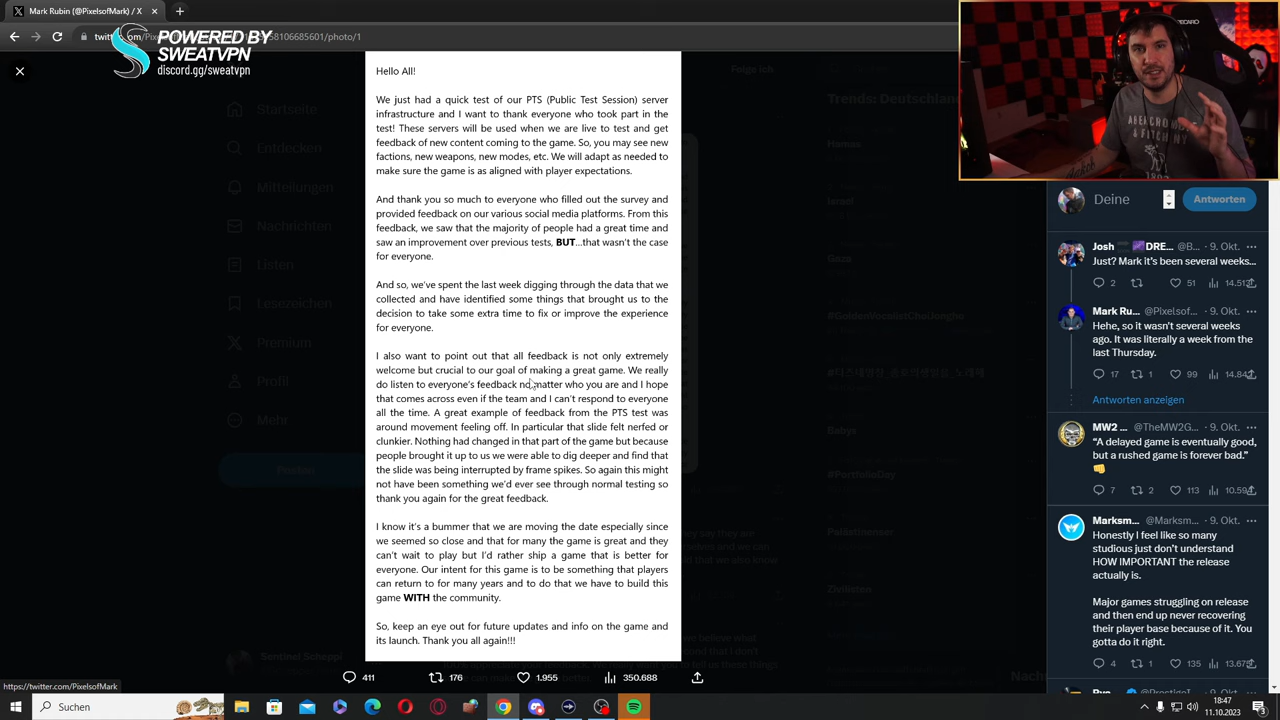 Mark Rubin (@PixelsofMark) / X
POWERED BY
SWEATVPN
discord.gg/sweatvpn
58106685601/photo/1
Hello All!
We just had a quick test of our PTS (Public Test Session) server
infrastructure and I want to thank everyone who took part in the
test! These servers will be used when we are live to test and get
feedback of new content coming to the game. So, you may see new
factions, new weapons, new modes, etc. We will adapt as needed to
make sure the game is as aligned with player expectations.
And thank you so much to everyone who filled out the survey and
provided feedback on our various social media platforms. From this
feedback, we saw that the majority of people had a great time and
saw an improvement over previous tests, BUT...that wasn't the case
for everyone.
And so, we've spent the last week digging through the data that we
collected and have identified some things that brought us to the
decision to take some extra time to fix or improve the experience
for everyone.
I also want to point out that all feedback is not only extremely
welcome but crucial to our goal of making a great game. We really
do listen to everyone's feedback no matter who you are and I hope
that comes across even if the team and I can't respond to everyone
all the time. A great example of feedback from the PTS test was
around movement feeling off. In particular that slide felt nerfed or
clunkier. Nothing had changed in that part of the game but because
people brought it up to us we were able to dig deeper and find that
the slide was being interrupted by frame spikes. So again this might
not have been something we'd ever see through normal testing so
thank you again for the great feedback.
I know it's a bummer that we are moving the date especially since
we seemed so close and that for many the game is great and they
can't wait to play but I'd rather ship a game that is better for
everyone. Our intent for this game is to be something that players
can return to for many years and to do that we have to build this
game WITH the community.
So, keep an eye out for future updates and info on the game and
its launch. Thank you all again!!!
411
176
1.955
350.688
Startseite
Entdecken
Mitteilungen
Nachrichten
Listen
Lesezeichen
Premium
Profil
Sentinel Scheppi
Folge ich
Trends: Deutschland
Hamas
Israel
Gaza
#GoldenVocalistChoiJongho
Babys
#PortfolioDay
Palästinenser
Zivilisten
Deine
Antworten
Josh DRE... @B... · 9. Okt.
Just? Mark it's been several weeks...
2
51
14.512
Mark Ru... @Pixelsof... · 9. Okt.
Hehe, so it wasn't several weeks
ago. It was literally a week from the
last Thursday.
17
1
99
14.84
Antworten anzeigen
MW2 ... @TheMW2G... · 9. Okt.
"A delayed game is eventually good,
but a rushed game is forever bad."
7
2
113
10.59
Marksm... @Marksm... · 9. Okt.
Honestly I feel like so many
studious just don't understand
HOW IMPORTANT the release
actually is.
Major games struggling on release
and then end up never recovering
their player base because of it. You
gotta do it right.
4
1
135
13.67
https://twitter.com/PixelsofMark
Suchen
18:47
11.10.2023